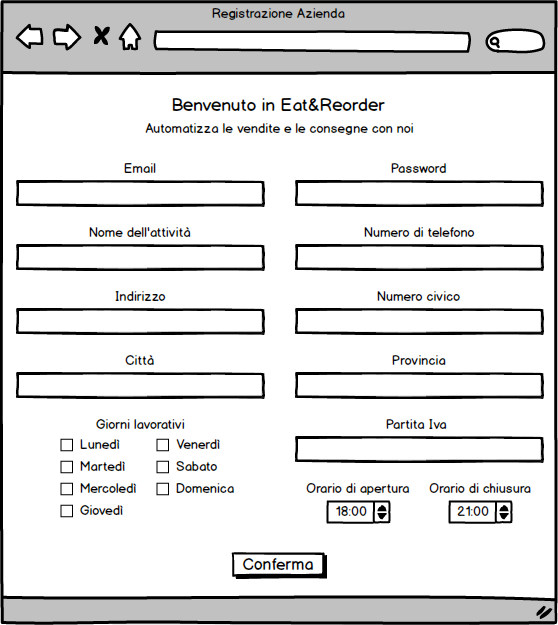 Registrazione Azienda
Benvenuto in Eat&Reorder
Automatizza le vendite e le consegne con noi
Email
Password
Nome dell'attività
Numero di telefono
Indirizzo
Numero civico
Città
Provincia
Giorni lavorativi
Partita Iva
Lunedì
Venerdì
Martedì
Sabato
Mercoledì
Domenica
Giovedì
Orario di apertura
Orario di chiusura
18:00
21:00
Conferma